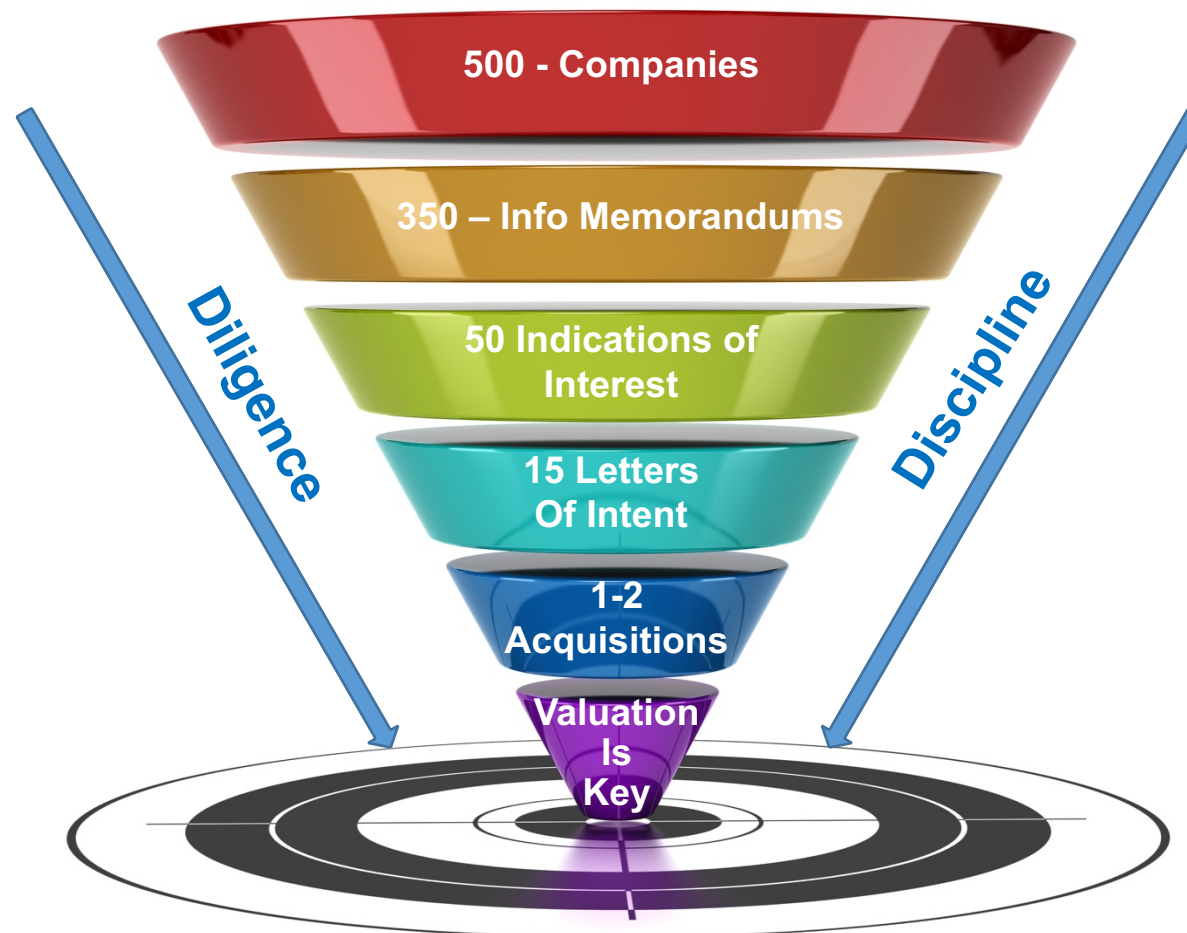 500 - Companies
350 – Info Memorandums
50 Indications of
Interest
15 Letters
Of Intent
1-2
Acquisitions
Valuation
Is
Key
Diligence
Discipline